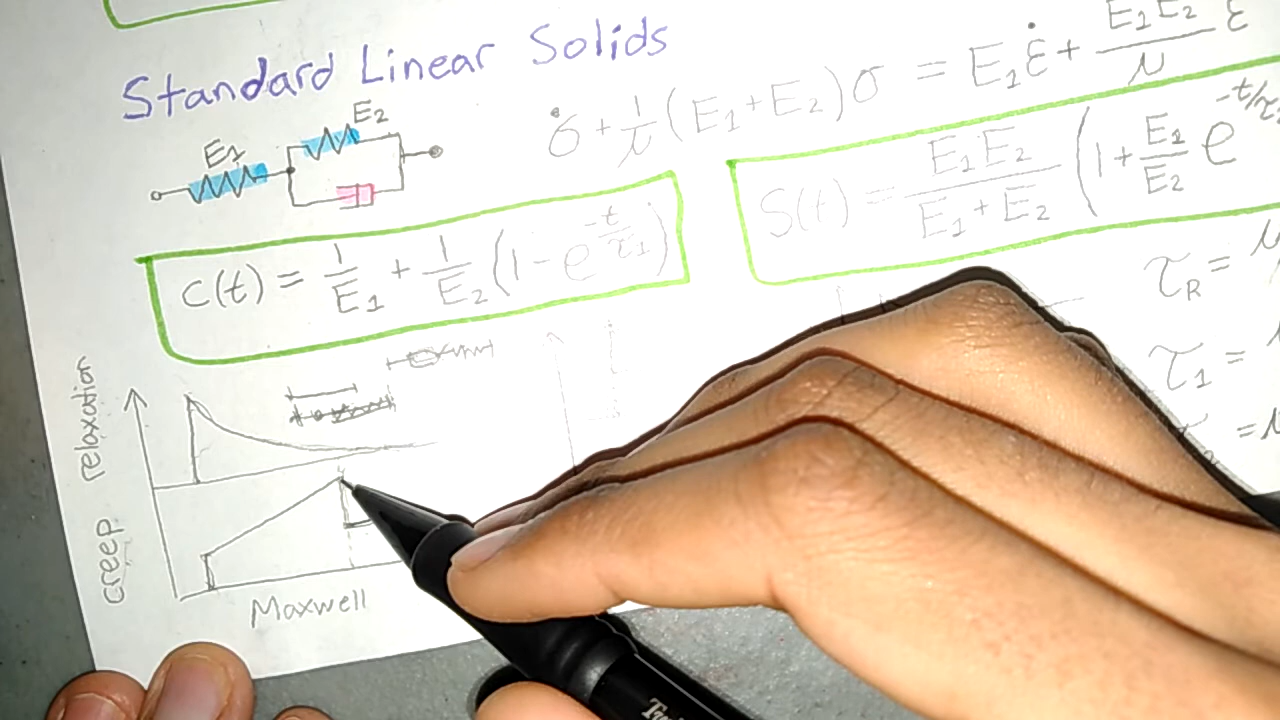 Standard Linear Solids
E₁
E₂
σ̇ + 1/μ (E₁ + E₂) σ = E₁ ε̇ + E₁E₂/μ ε
C(t) = 1/E₁ + 1/E₂ (1 - e^(-t/τ₁))
S(t) = E₁E₂/(E₁ + E₂) (1 + E₁/E₂ e^(-t/τ
τ_R = μ
τ₁ =
= μ
relaxation
creep
Maxwell